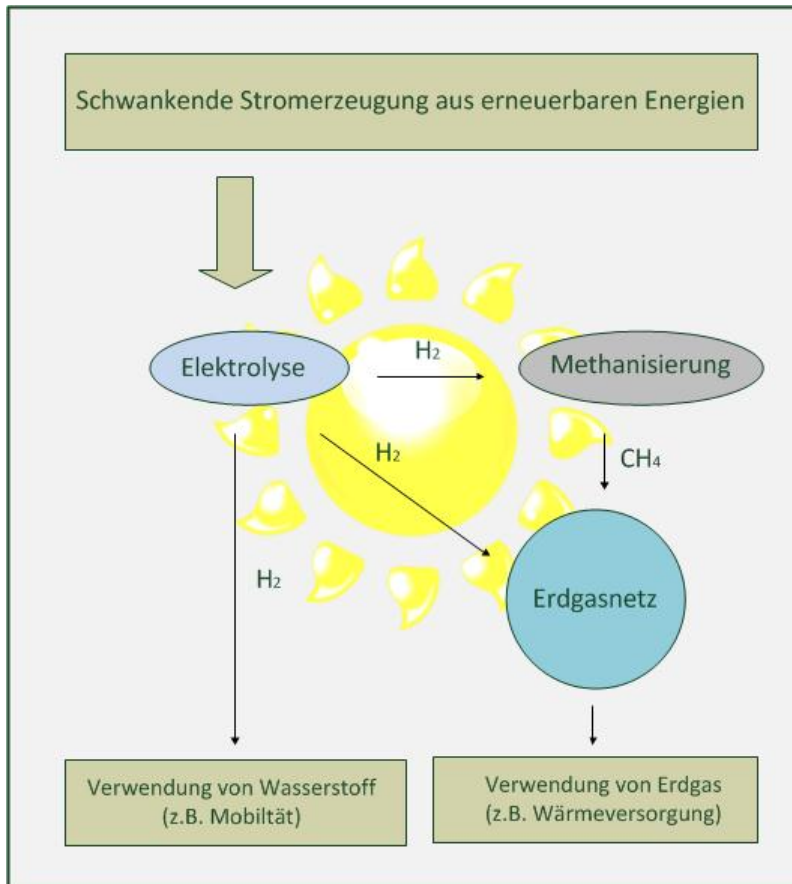 Schwankende Stromerzeugung aus erneuerbaren Energien
Elektrolyse
H₂
Methanisierung
H₂
CH₄
H₂
Erdgasnetz
Verwendung von Wasserstoff
(z.B. Mobiltät)
Verwendung von Erdgas
(z.B. Wärmeversorgung)